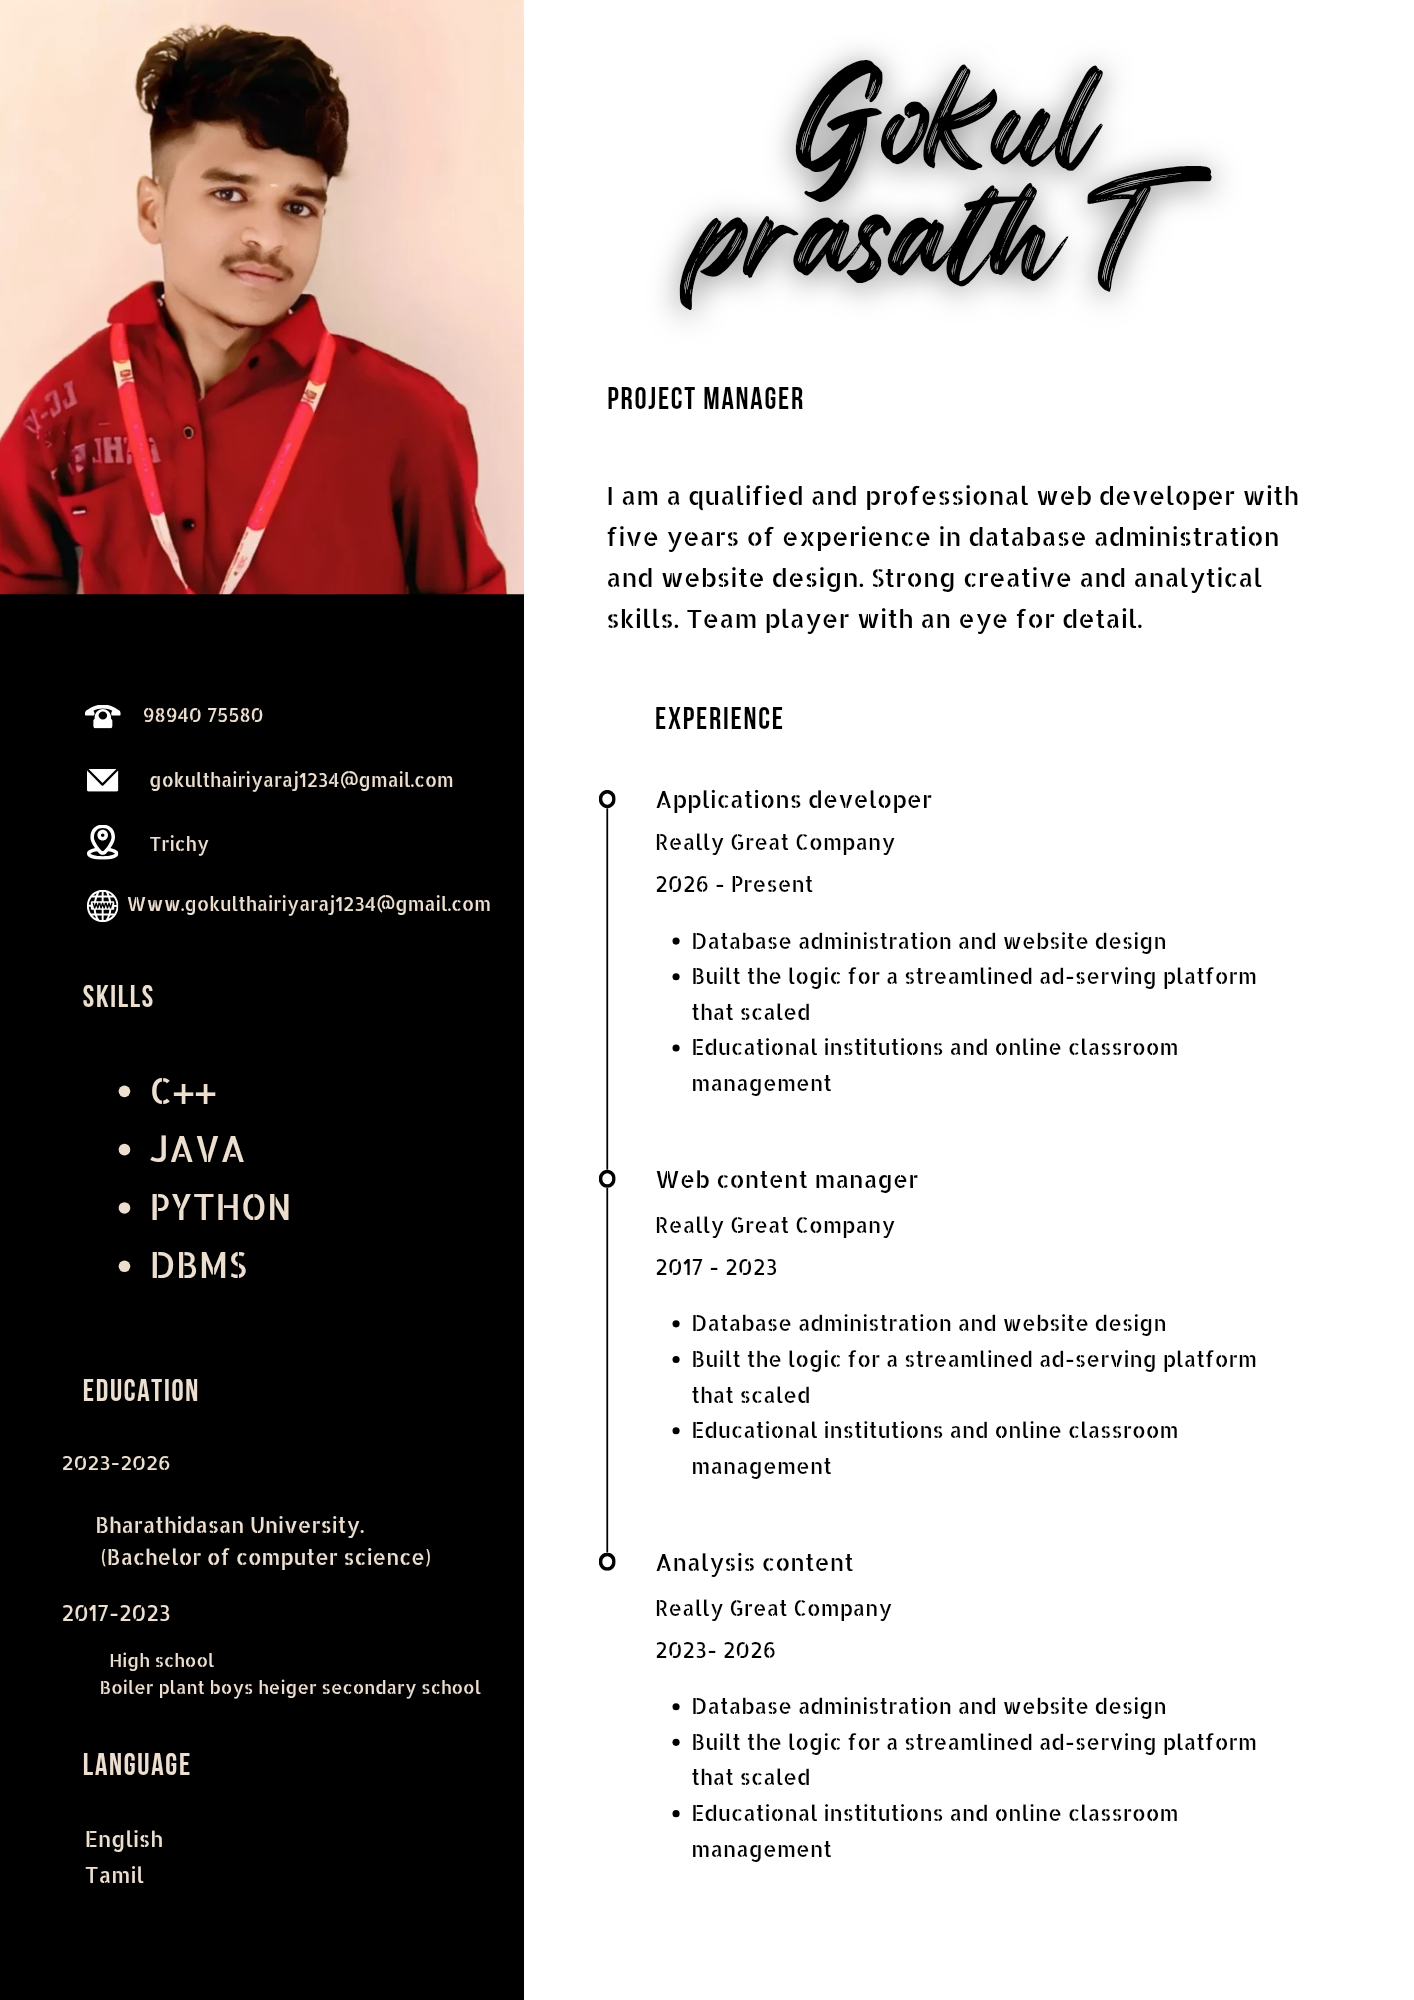 Gokul
prasath T
PROJECT MANAGER
I am a qualified and professional web developer with
five years of experience in database administration
and website design. Strong creative and analytical
skills. Team player with an eye for detail.
98940 75580
gokulthairiyaraj1234@gmail.com
Trichy
Www.gokulthairiyaraj1234@gmail.com
SKILLS
• C++
• JAVA
• PYTHON
• DBMS
EDUCATION
2023-2026
Bharathidasan University.
(Bachelor of computer science)
2017-2023
High school
Boiler plant boys heiger secondary school
LANGUAGE
English
Tamil
EXPERIENCE
Applications developer
Really Great Company
2026 - Present
• Database administration and website design
• Built the logic for a streamlined ad-serving platform
that scaled
• Educational institutions and online classroom
management
Web content manager
Really Great Company
2017 - 2023
• Database administration and website design
• Built the logic for a streamlined ad-serving platform
that scaled
• Educational institutions and online classroom
management
Analysis content
Really Great Company
2023- 2026
• Database administration and website design
• Built the logic for a streamlined ad-serving platform
that scaled
• Educational institutions and online classroom
management